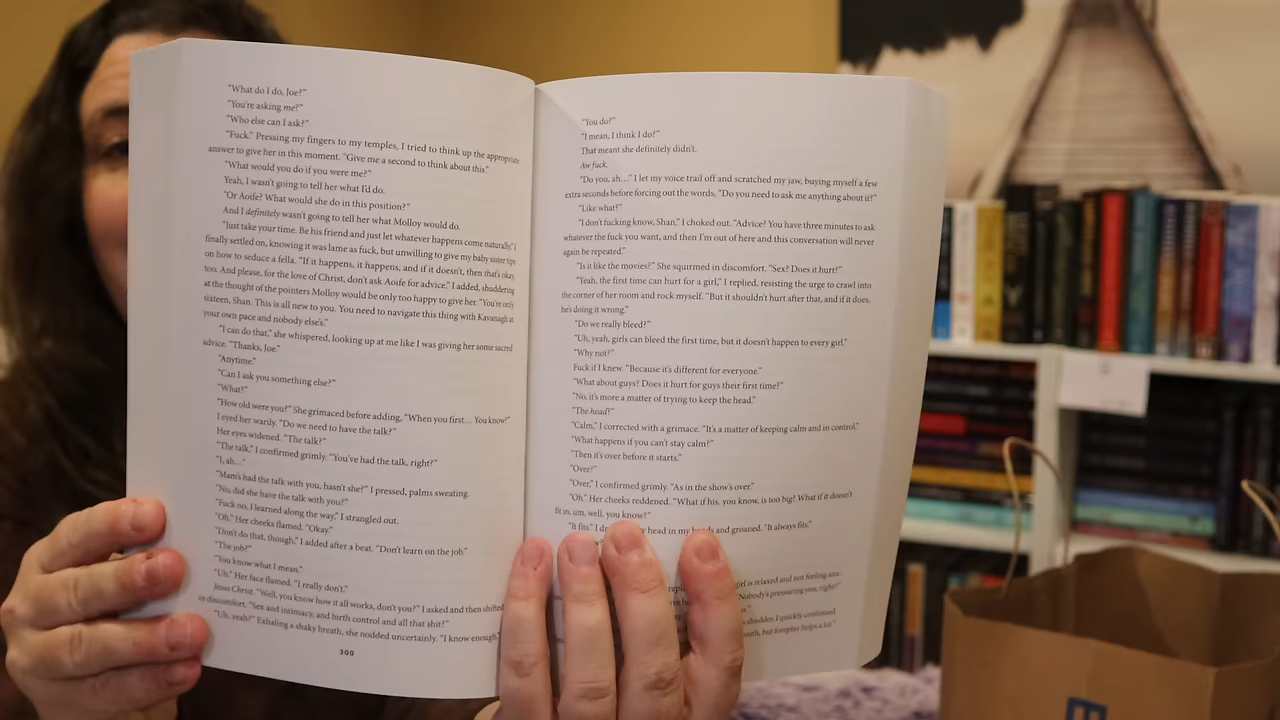 “What do I do, Joe?”
“You’re asking me?”
“Who else can I ask?”
“Fuck.” Pressing my fingers to my temples, I tried to think up the appropriate
answer to give her in this moment. “Give me a second to think about this.”
“What would you do if you were me?”
Yeah, I wasn’t going to tell her what I’d do.
“Or Aoife? What would she do in this position?”
And I definitely wasn’t going to tell her what Molloy would do.
“Just take your time. Be his friend and just let whatever happens come naturally,” I
finally settled on, knowing it was lame as fuck, but unwilling to give my baby sister tips
on how to seduce a fella. “If it happens, it happens, and if it doesn’t, then that’s okay
too. And please, for the love of Christ, don’t ask Aoife for advice,” I added, shuddering
at the thought of the pointers Molloy would be only too happy to give her. “You’re only
sixteen, Shan. This is all new to you. You need to navigate this thing with Kavanagh at
your own pace and nobody else’s.”
“I can do that,” she whispered, looking up at me like I was giving her some sacred
advice. “Thanks, Joe.”
“Anytime.”
“Can I ask you something else?”
“What?”
“How old were you?” She grimaced before adding, “When you first… You know?”
I eyed her warily. “Do we need to have the talk?”
Her eyes widened. “The talk?”
“The talk,” I confirmed grimly. “You’ve had the talk, right?”
“I, ah…”
“Mam’s had the talk with you, hasn’t she?” I pressed, palms sweating.
“No, did she have the talk with you?”
“Fuck no, I learned along the way,” I strangled out.
“Oh.” Her cheeks flamed. “Okay.”
“Don’t do that, though,” I added after a beat. “Don’t learn on the job.”
“The job?”
“You know what I mean.”
“Uh.” Her face flamed. “I really don’t.”
Jesus Christ. “Well, you know how it all works, don’t you?” I asked and then shifted
in discomfort. “Sex and intimacy, and birth control and all that shit?”
“Uh, yeah?” Exhaling a shaky breath, she nodded uncertainly. “I know enough.”
300
“You do?”
“I mean, I think I do?”
That meant she definitely didn’t.
Aw fuck.
“Do you, ah…” I let my voice trail off and scratched my jaw, buying myself a few
extra seconds before forcing out the words, “Do you need to ask me anything about it?”
“Like what?”
“I don’t fucking know, Shan,” I choked out. “Advice? You have three minutes to ask
whatever the fuck you want, and then I’m out of here and this conversation will never
again be repeated.”
“Is it like the movies?” She squirmed in discomfort. “Sex? Does it hurt?”
“Yeah, the first time can hurt for a girl,” I replied, resisting the urge to crawl into
the corner of her room and rock myself. “But it shouldn’t hurt after that, and if it does,
he’s doing it wrong.”
“Do we really bleed?”
“Uh, yeah, girls can bleed the first time, but it doesn’t happen to every girl.”
“Why not?”
Fuck if I knew. “Because it’s different for everyone.”
“What about guys? Does it hurt for guys their first time?”
“No, it’s more a matter of trying to keep the head.”
“The head?”
“Calm,” I corrected with a grimace. “It’s a matter of keeping calm and in control.”
“What happens if you can’t stay calm?”
“Then it’s over before it starts.”
“Over?”
“Over,” I confirmed grimly. “As in the show’s over.”
“Oh.” Her cheeks reddened. “What if his, you know, is too big? What if it doesn’t
fit in, um, well, you know?”
“It fits.” I head in my and groaned. “It always fits.”
girl is relaxed and not feeling
“Nobody’s pressuring you, right?”
shudder. I quickly continued
but foreplay helps a lot.”